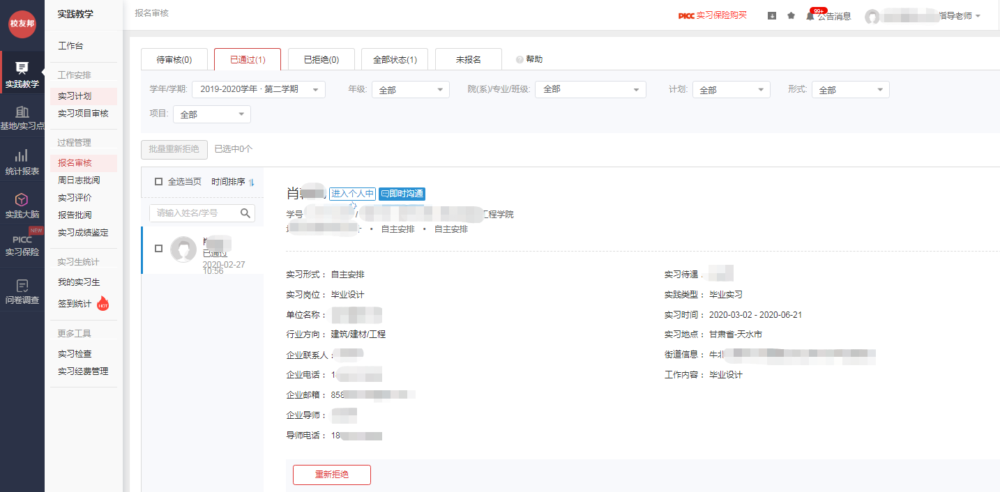 校友邦
实践教学
基地/实习点
统计报表
实践大脑
NEW
PICC
实习保险
问卷调查
实践教学
工作台
工作安排
实习计划
实习项目审核
过程管理
报名审核
周日志批阅
实习评价
报告批阅
实习成绩鉴定
实习生统计
我的实习生
签到统计 HOT
更多工具
实习检查
实习经费管理
报名审核
PICC 实习保险购买
99+
公告消息
指导老师
待审核(0) 已通过(1) 已拒绝(0) 全部状态(1) 未报名 帮助
学年/学期: 2019-2020学年 · 第二学期 年级: 全部 院(系)/专业/班级: 全部 计划: 全部 形式: 全部
项目: 全部
批量重新拒绝 已选中0个
全选当页 时间排序
请输入姓名/学号
已通过
2020-02-27
10:56
肖 进入个人中心 即时沟通
学号 / 工程学院
• 自主安排 • 自主安排
实习形式： 自主安排
实习岗位： 毕业设计
单位名称：
行业方向： 建筑/建材/工程
企业联系人：
企业电话： 1
企业邮箱： 858
企业导师：
导师电话： 18
实习待遇
实践类型： 毕业实习
实习时间： 2020-03-02 - 2020-06-21
实习地点： 甘肃省-天水市
街道信息： 牛北
工作内容： 毕业设计
重新拒绝